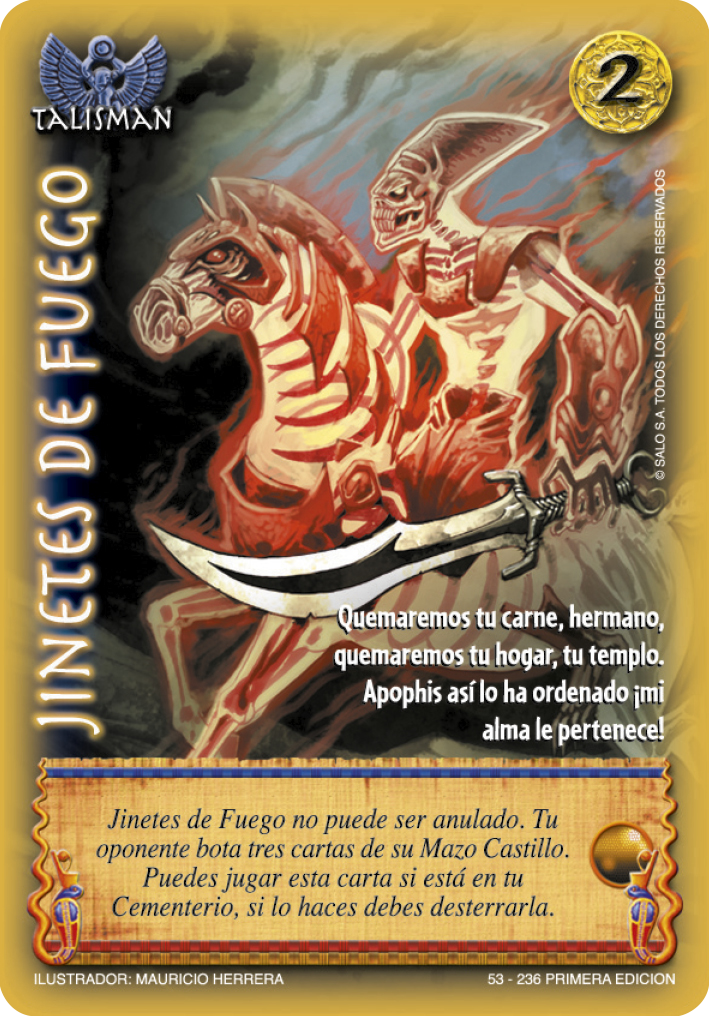 TALISMAN
2
JINETES DE FUEGO
© SALO S.A. TODOS LOS DERECHOS RESERVADOS
Quemaremos tu carne, hermano,
quemaremos tu hogar, tu templo.
Apophis así lo ha ordenado ¡mi
alma le pertenece!
Jinetes de Fuego no puede ser anulado. Tu
oponente bota tres cartas de su Mazo Castillo.
Puedes jugar esta carta si está en tu
Cementerio, si lo haces debes desterrarla.
ILUSTRADOR: MAURICIO HERRERA
53 - 236 PRIMERA EDICION